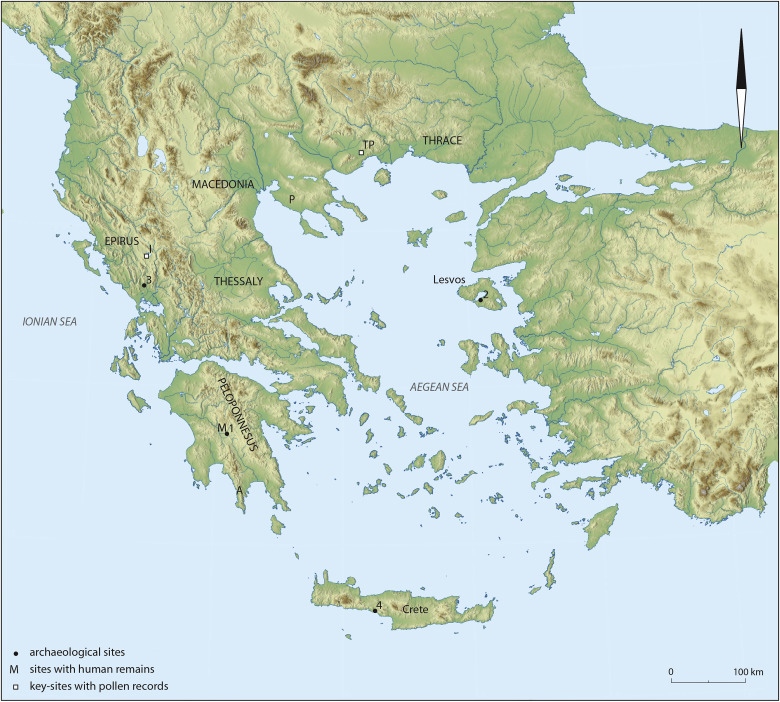 THRACE
TP
MACEDONIA
P
EPIRUS
I
3
THESSALY
Lesvos
2
IONIAN SEA
AEGEAN SEA
PELOPONNESUS
M 1
A
4
Crete
archaeological sites
M sites with human remains
key-sites with pollen records
0 100 km